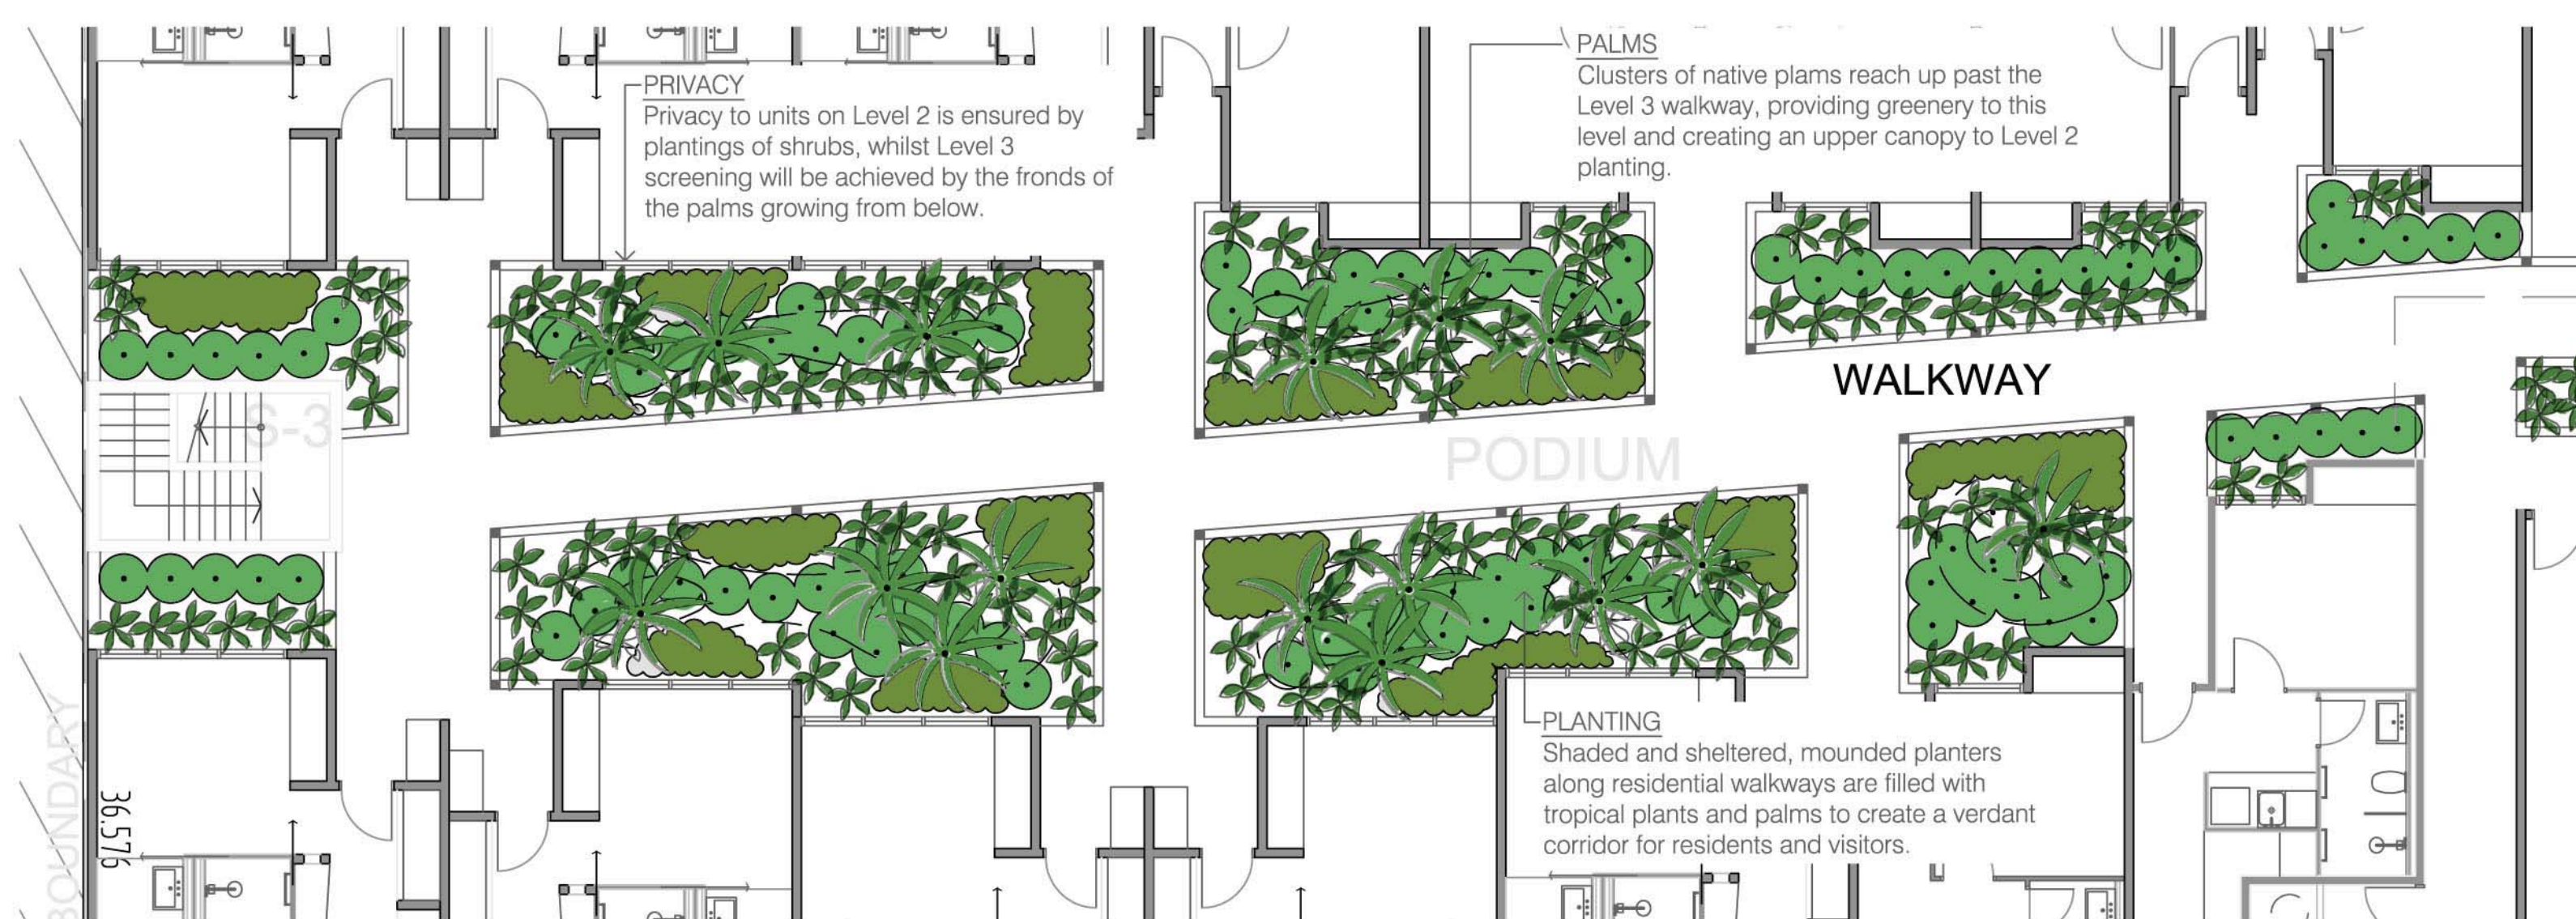 PALMS
Clusters of native plams reach up past the
Level 3 walkway, providing greenery to this
level and creating an upper canopy to Level 2
planting.
PRIVACY
Privacy to units on Level 2 is ensured by
plantings of shrubs, whilst Level 3
screening will be achieved by the fronds of
the palms growing from below.
WALKWAY
S-3
PODIUM
PLANTING
Shaded and sheltered, mounded planters
along residential walkways are filled with
tropical plants and palms to create a verdant
corridor for residents and visitors.
BOUNDARY
36.576